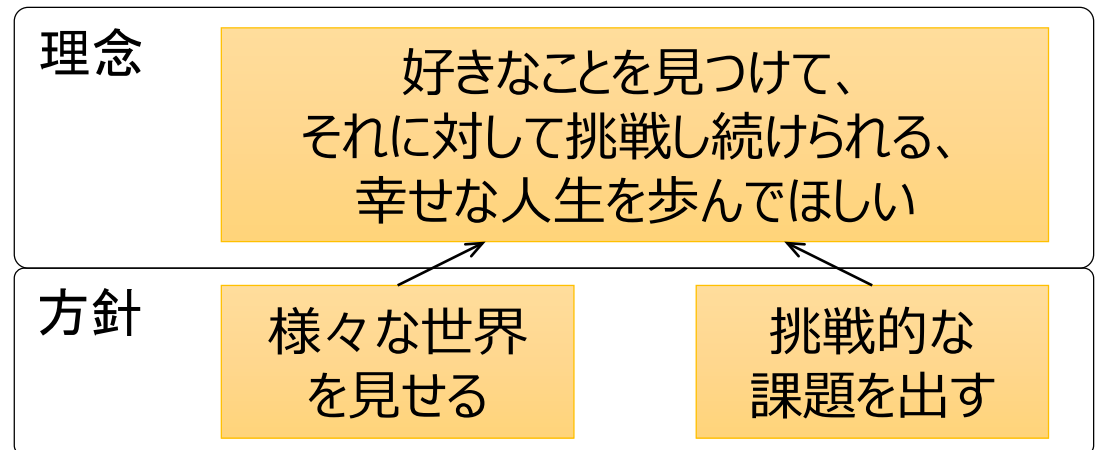 理念
好きなことを見つけて、
それに対して挑戦し続けられる、
幸せな人生を歩んでほしい
方針
様々な世界
を見せる
挑戦的な
課題を出す